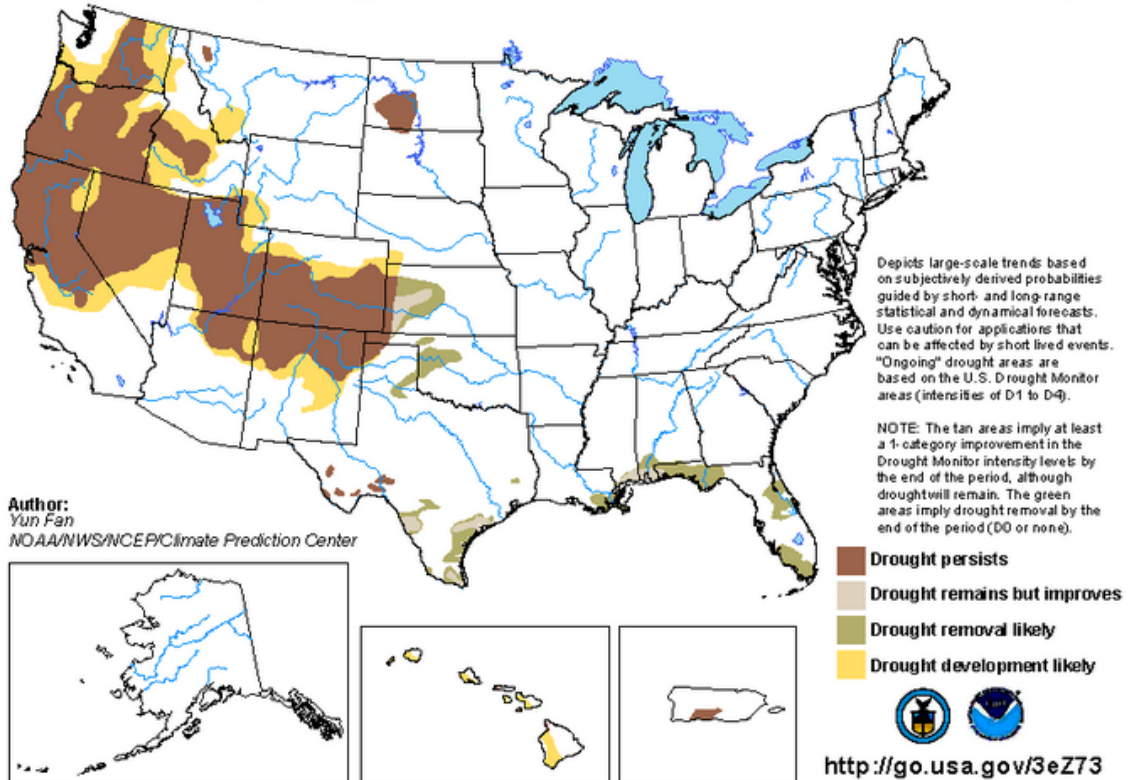 Depicts large-scale trends based
on subjectively derived probabilities
guided by short- and long-range
statistical and dynamical forecasts.
Use caution for applications that
can be affected by short lived events.
"Ongoing" drought areas are
based on the U.S. Drought Monitor
areas (intensities of D1 to D4).
NOTE: The tan areas imply at least
a 1-category improvement in the
Drought Monitor intensity levels by
the end of the period, although
drought will remain. The green
areas imply drought removal by the
end of the period (D0 or none).
Author:
Yun Fan
NOAA/NWS/NCEP/Climate Prediction Center
Drought persists
Drought remains but improves
Drought removal likely
Drought development likely
http://go.usa.gov/3eZ73